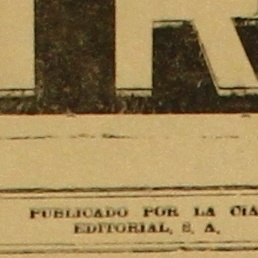 PUBLICADO POR LA CIA
EDITORIAL, S. A.